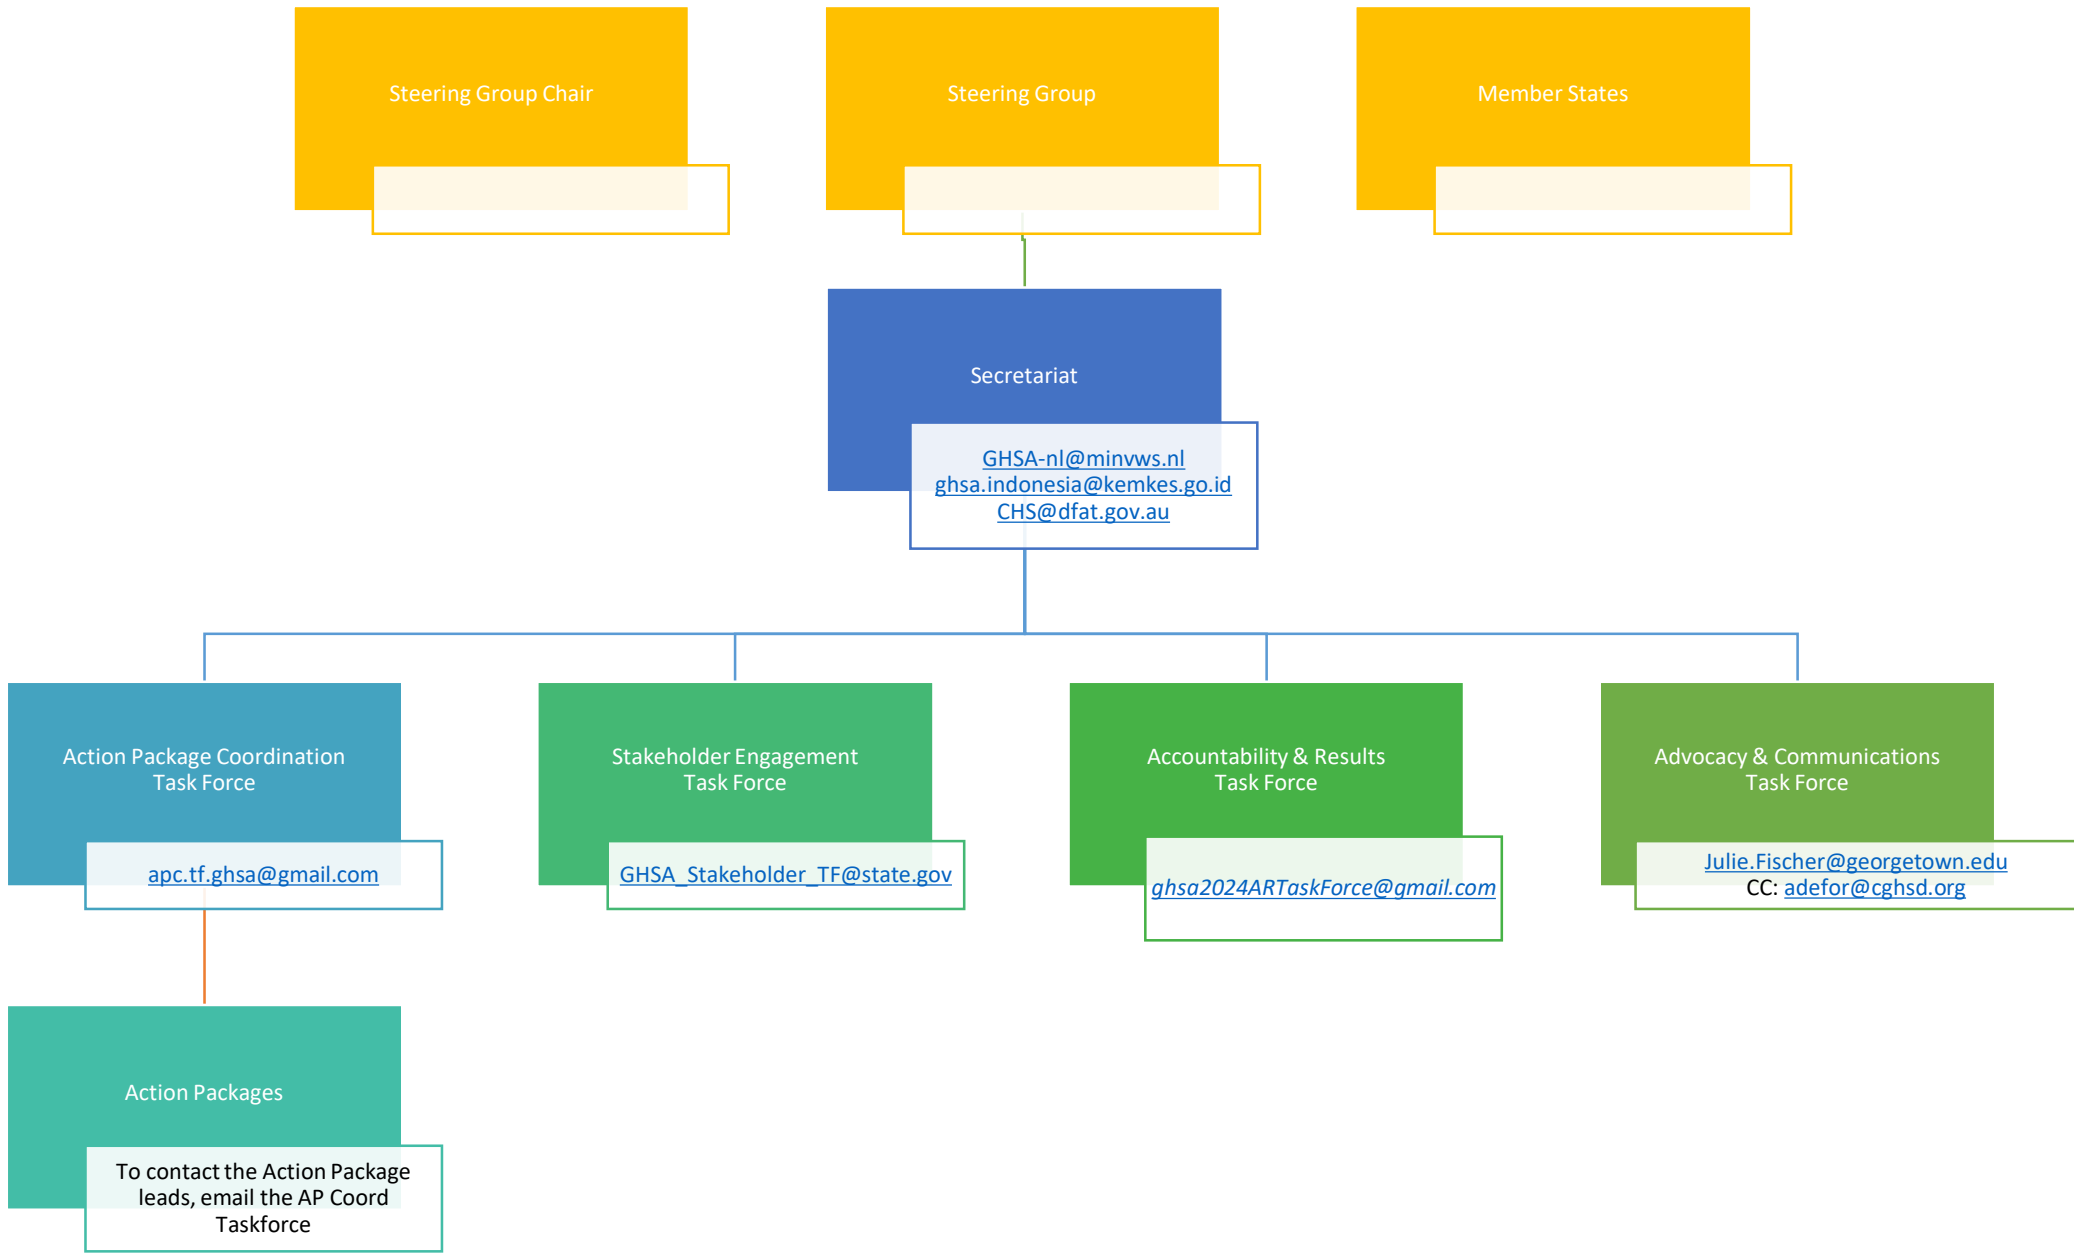 Steering Group Chair
Steering Group
Member States
Secretariat
GHSA-nl@minvws.nl
ghsa.indonesia@kemkes.go.id
CHS@dfat.gov.au
Action Package Coordination
Task Force
apc.tf.ghsa@gmail.com
Stakeholder Engagement
Task Force
GHSA_Stakeholder_TF@state.gov
Accountability & Results
Task Force
ghsa2024ARTaskForce@gmail.com
Advocacy & Communications
Task Force
Julie.Fischer@georgetown.edu
CC: adefor@cghsd.org
Action Packages
To contact the Action Package
leads, email the AP Coord
Taskforce